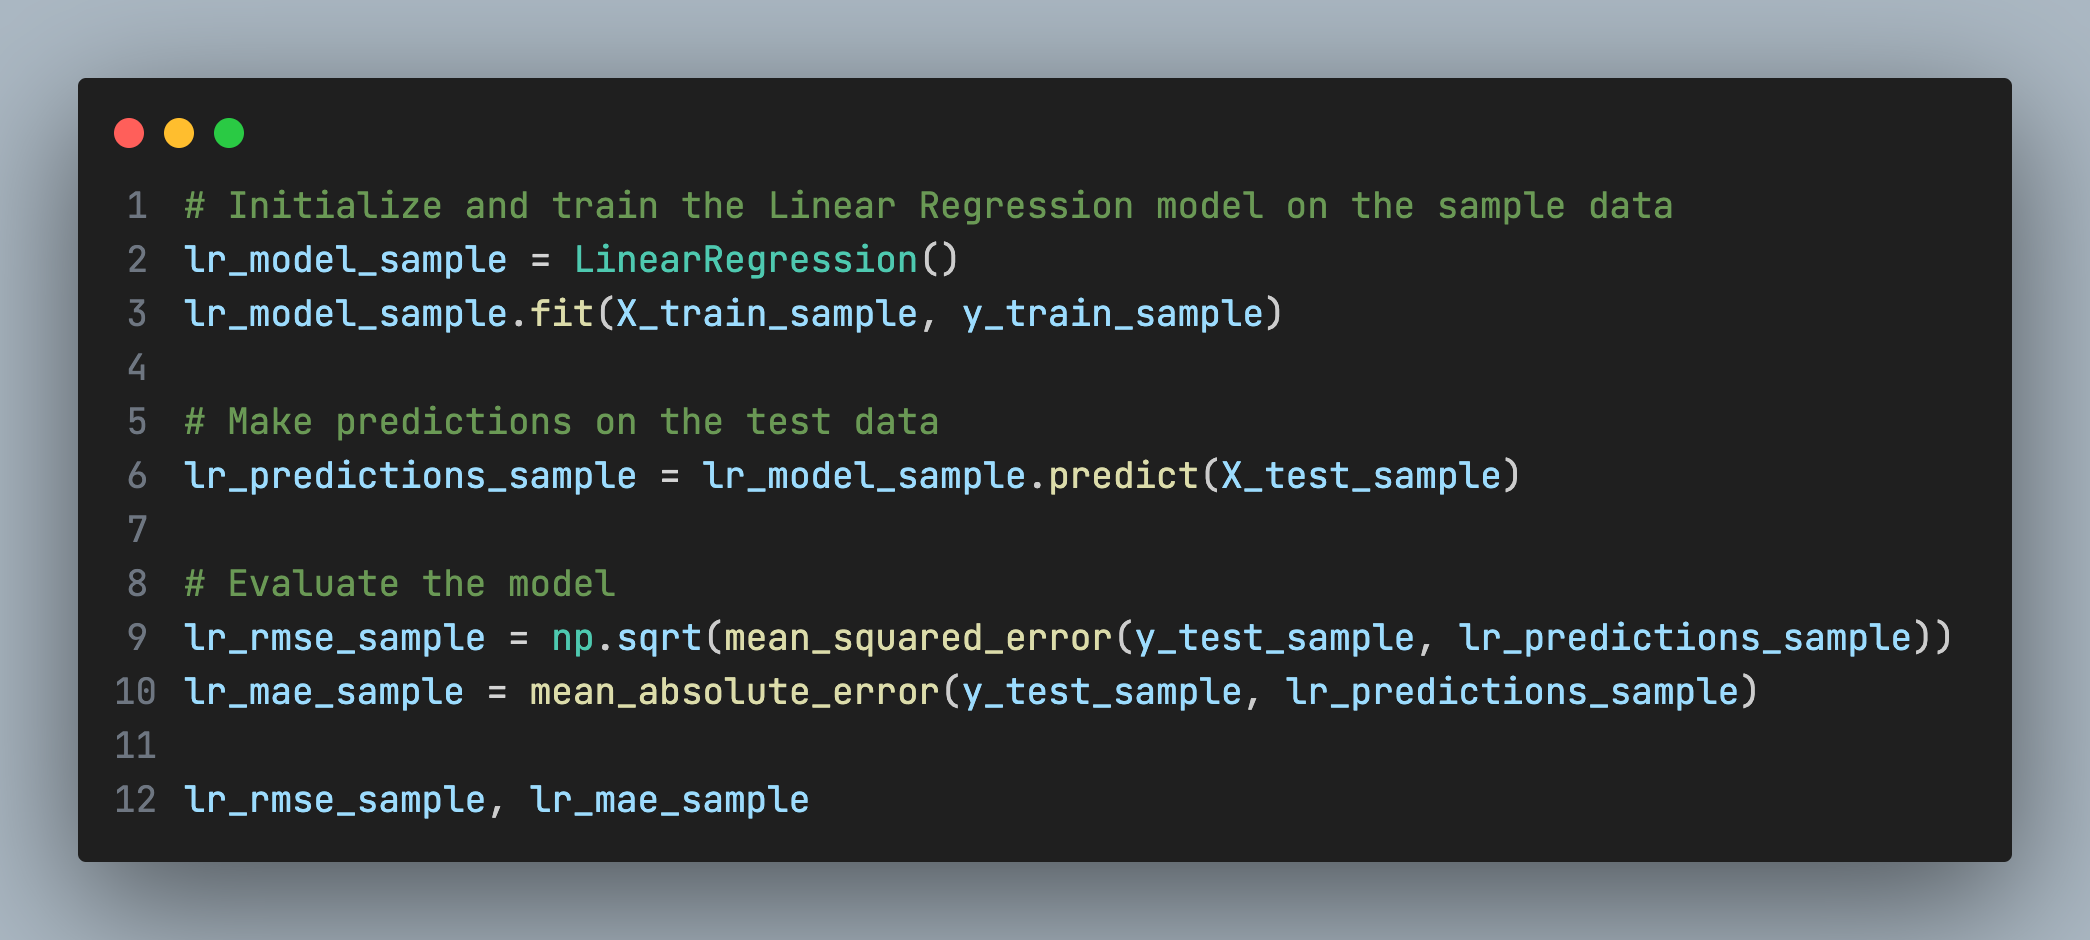 1 # Initialize and train the Linear Regression model on the sample data
2 lr_model_sample = LinearRegression()
3 lr_model_sample.fit(X_train_sample, y_train_sample)
4
5 # Make predictions on the test data
6 lr_predictions_sample = lr_model_sample.predict(X_test_sample)
7
8 # Evaluate the model
9 lr_rmse_sample = np.sqrt(mean_squared_error(y_test_sample, lr_predictions_sample))
10 lr_mae_sample = mean_absolute_error(y_test_sample, lr_predictions_sample)
11
12 lr_rmse_sample, lr_mae_sample